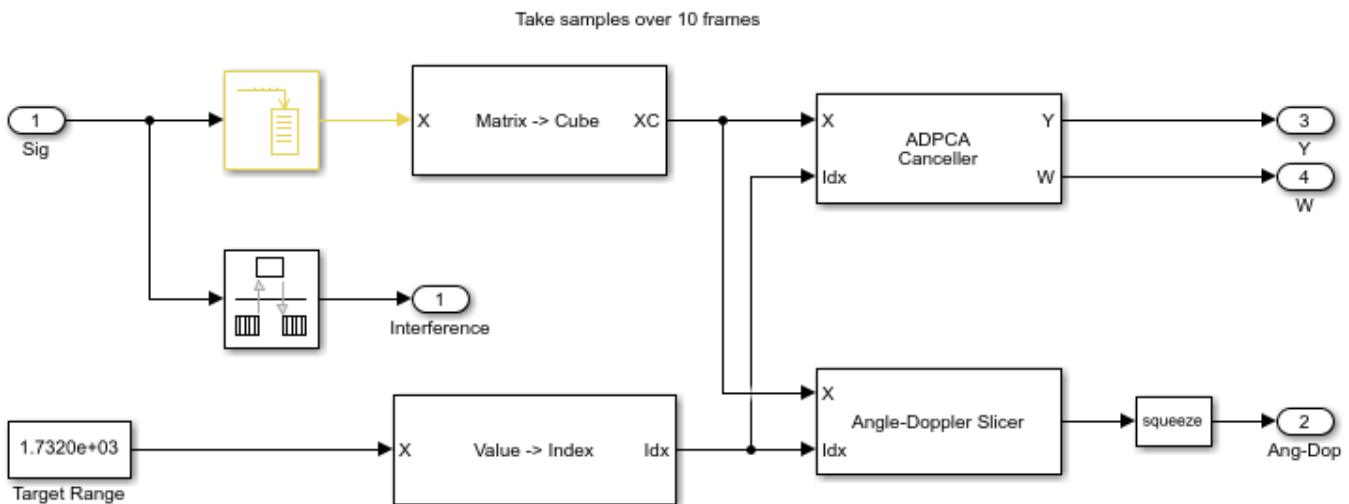 Take samples over 10 frames
1
Sig
X
Matrix -> Cube
XC
X
Idx
ADPCA
Canceller
Y
W
3
Y
4
W
1
Interference
1.7320e+03
Target Range
X
Value -> Index
Idx
X
Idx
Angle-Doppler Slicer
squeeze
2
Ang-Dop